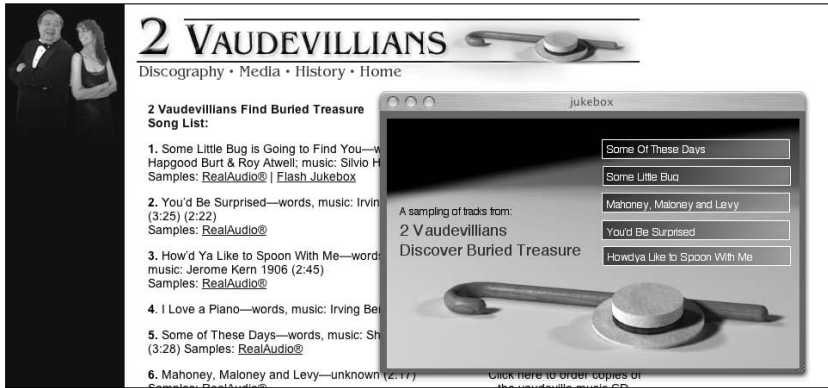 2 VAUDEVILLIANS
Discography • Media • History • Home
2 Vaudevillians Find Buried Treasure
Song List:
1. Some Little Bug is Going to Find You—w
Hapgood Burt & Roy Atwell; music: Silvio H
Samples: RealAudio® | Flash Jukebox
2. You'd Be Surprised—words, music: Irvin
(3:25) (2:22)
Samples: RealAudio®
3. How'd Ya Like to Spoon With Me—words
music: Jerome Kern 1906 (2:45)
Samples: RealAudio®
4. I Love a Piano—words, music: Irving Ber
5. Some of These Days—words, music: Sh
(3:28) Samples: RealAudio®
6. Mahoney, Maloney and Levy—unknown (2:17)
Samples: RealAudio®
Click here to order copies of
the vaudeville music CD
jukebox
A sampling of tracks from:
2 Vaudevillians
Discover Buried Treasure
Some Of These Days
Some Little Bug
Mahoney, Maloney and Levy
You'd Be Surprised
Howdya Like to Spoon With Me